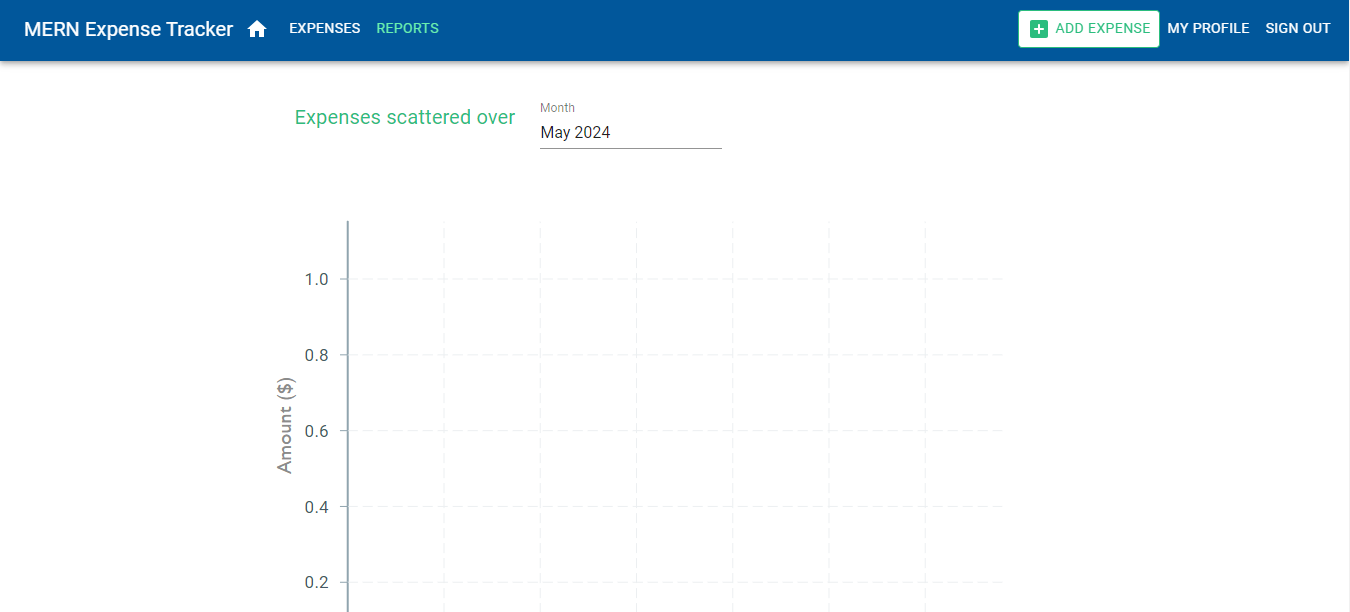 MERN Expense Tracker EXPENSES REPORTS ADD EXPENSE MY PROFILE SIGN OUT
Month
Expenses scattered over
May 2024
1.0
0.8
0.6
0.4
0.2
Amount ($)